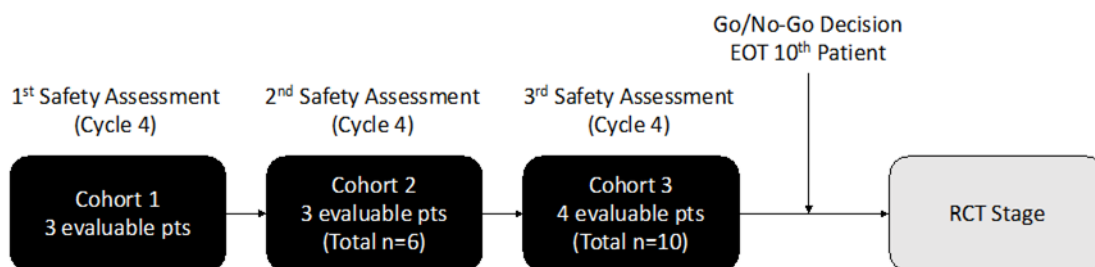 Go/No-Go Decision
EOT 10th Patient
1st Safety Assessment
(Cycle 4)
2nd Safety Assessment
(Cycle 4)
3rd Safety Assessment
(Cycle 4)
Cohort 1
3 evaluable pts
Cohort 2
3 evaluable pts
(Total n=6)
Cohort 3
4 evaluable pts
(Total n=10)
RCT Stage